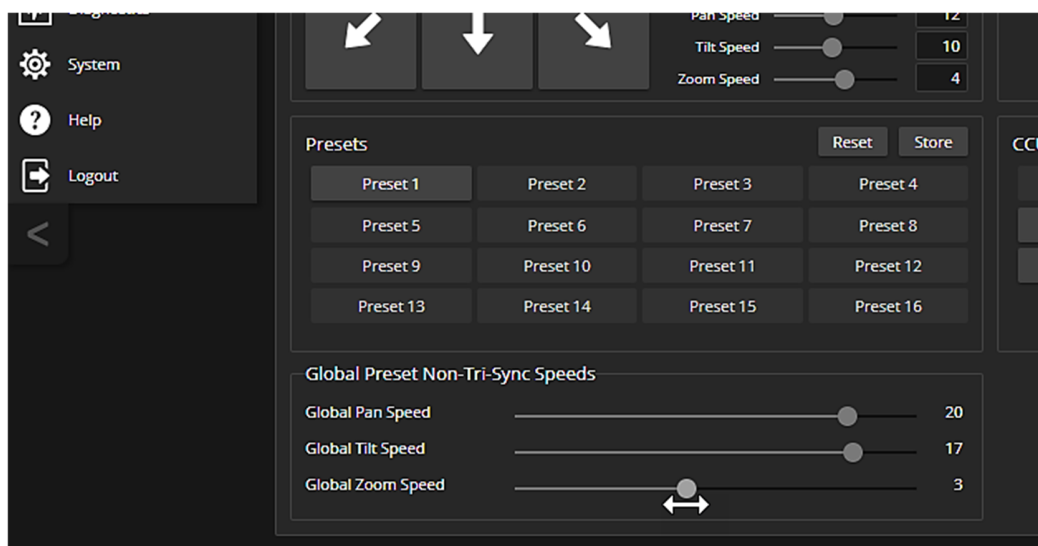 Diagnostics
System
Help
Logout
<
Pan Speed 12
Tilt Speed 10
Zoom Speed 4
Presets Reset Store
Preset 1 Preset 2 Preset 3 Preset 4
Preset 5 Preset 6 Preset 7 Preset 8
Preset 9 Preset 10 Preset 11 Preset 12
Preset 13 Preset 14 Preset 15 Preset 16
Global Preset Non-Tri-Sync Speeds
Global Pan Speed 20
Global Tilt Speed 17
Global Zoom Speed 3